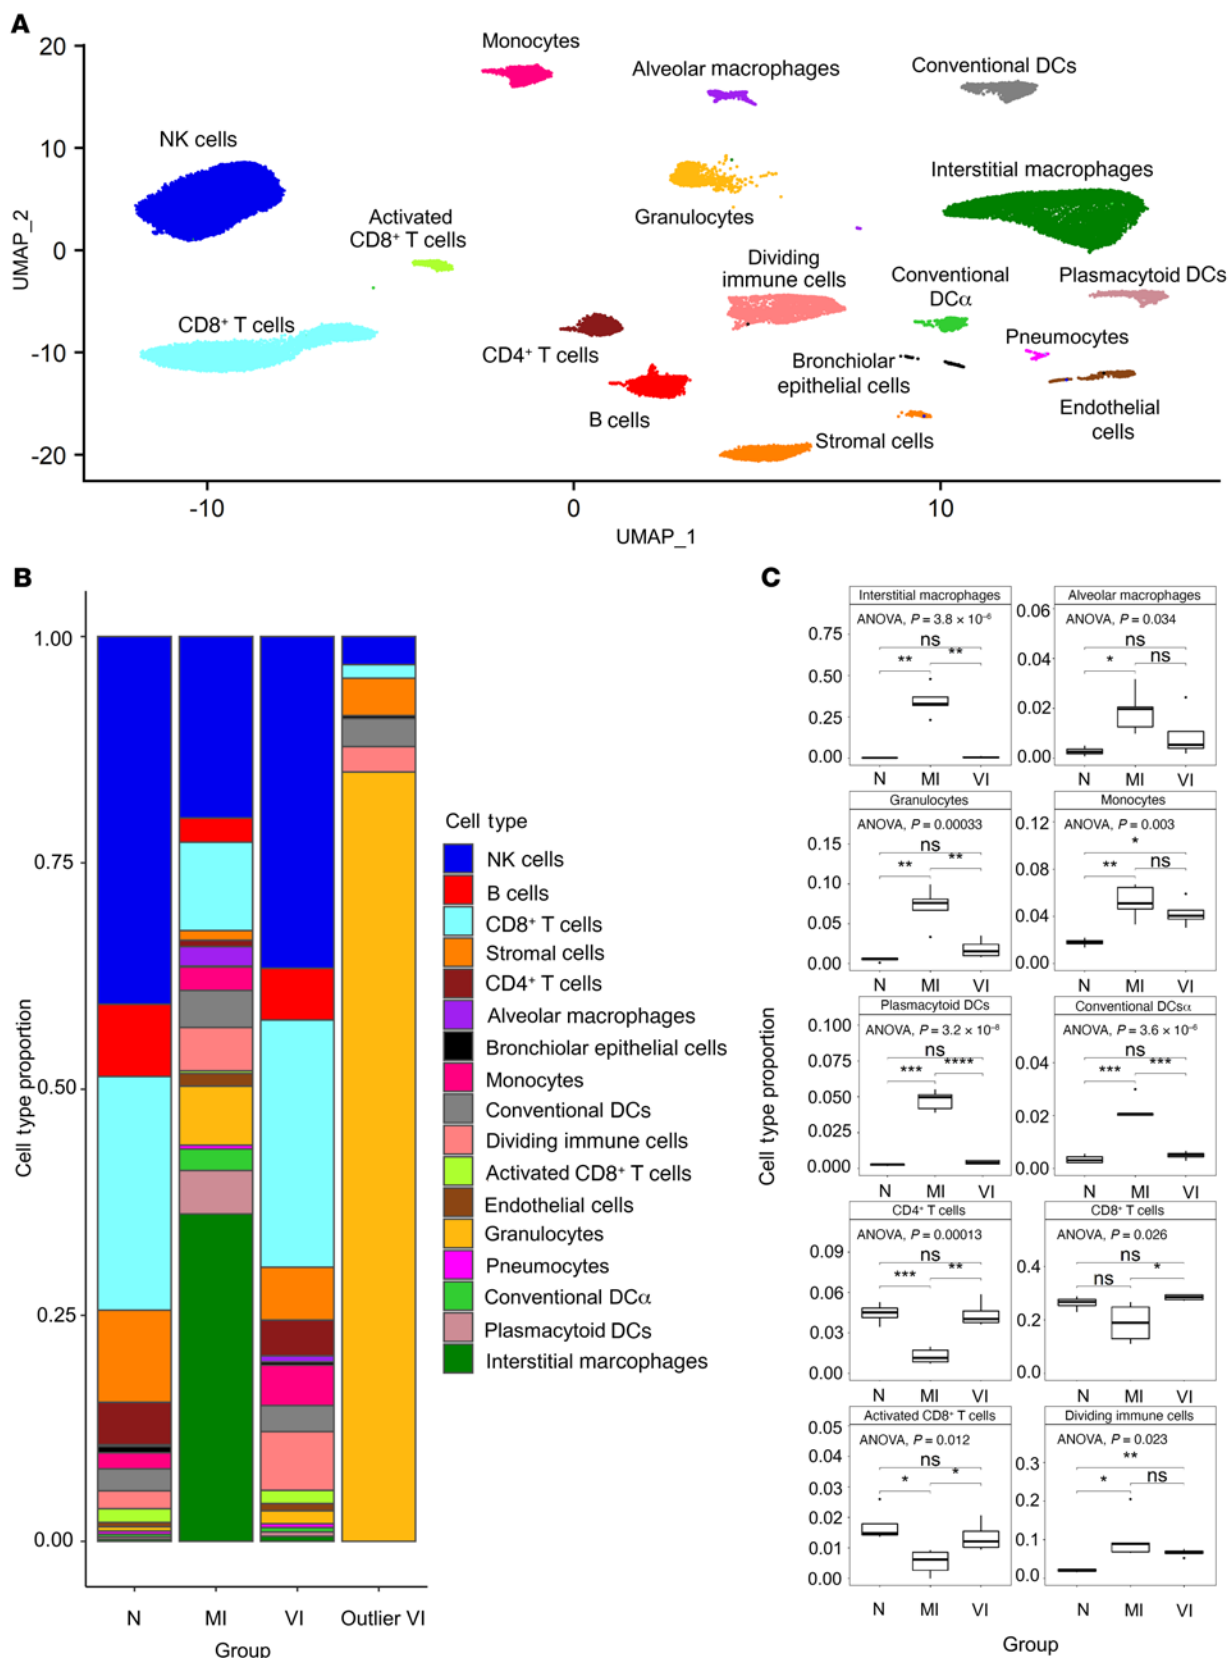 A
20
10
0
-10
-20
UMAP_2
Monocytes
Alveolar macrophages
Conventional DCs
NK cells
Interstitial macrophages
Granulocytes
Activated
CD8⁺ T cells
Dividing
immune cells
Conventional
DCα
Plasmacytoid DCs
CD8⁺ T cells
CD4⁺ T cells
Pneumocytes
Bronchiolar
epithelial cells
B cells
Endothelial
cells
Stromal cells
-10
0
10
UMAP_1
B
1.00
0.75
0.50
0.25
0.00
Cell type proportion
N
MI
VI
Outlier VI
Group
Cell type
NK cells
B cells
CD8⁺ T cells
Stromal cells
CD4⁺ T cells
Alveolar macrophages
Bronchiolar epithelial cells
Monocytes
Conventional DCs
Dividing immune cells
Activated CD8⁺ T cells
Endothelial cells
Granulocytes
Pneumocytes
Conventional DCα
Plasmacytoid DCs
Interstitial marcophages
C
Cell type proportion
Interstitial macrophages
ANOVA, P = 3.8 × 10⁻⁶
ns
** **
0.75
0.50
0.25
0.00
N MI VI
Alveolar macrophages
ANOVA, P = 0.034
ns
* ns
0.06
0.04
0.02
0.00
N MI VI
Granulocytes
ANOVA, P = 0.00033
ns
** **
0.15
0.10
0.05
0.00
N MI VI
Monocytes
ANOVA, P = 0.003
*
** ns
0.12
0.08
0.04
0.00
N MI VI
Plasmacytoid DCs
ANOVA, P = 3.2 × 10⁻⁸
ns
*** ****
0.100
0.075
0.050
0.025
0.000
N MI VI
Conventional DCsα
ANOVA, P = 3.6 × 10⁻⁶
ns
*** ***
0.04
0.02
0.00
N MI VI
CD4⁺ T cells
ANOVA, P = 0.00013
ns
*** **
0.09
0.06
0.03
0.00
N MI VI
CD8⁺ T cells
ANOVA, P = 0.026
ns
ns *
0.4
0.2
0.0
N MI VI
Activated CD8⁺ T cells
ANOVA, P = 0.012
ns
* *
0.05
0.04
0.03
0.02
0.01
0.00
N MI VI
Dividing immune cells
ANOVA, P = 0.023
**
* ns
0.3
0.2
0.1
0.0
N MI VI
Group